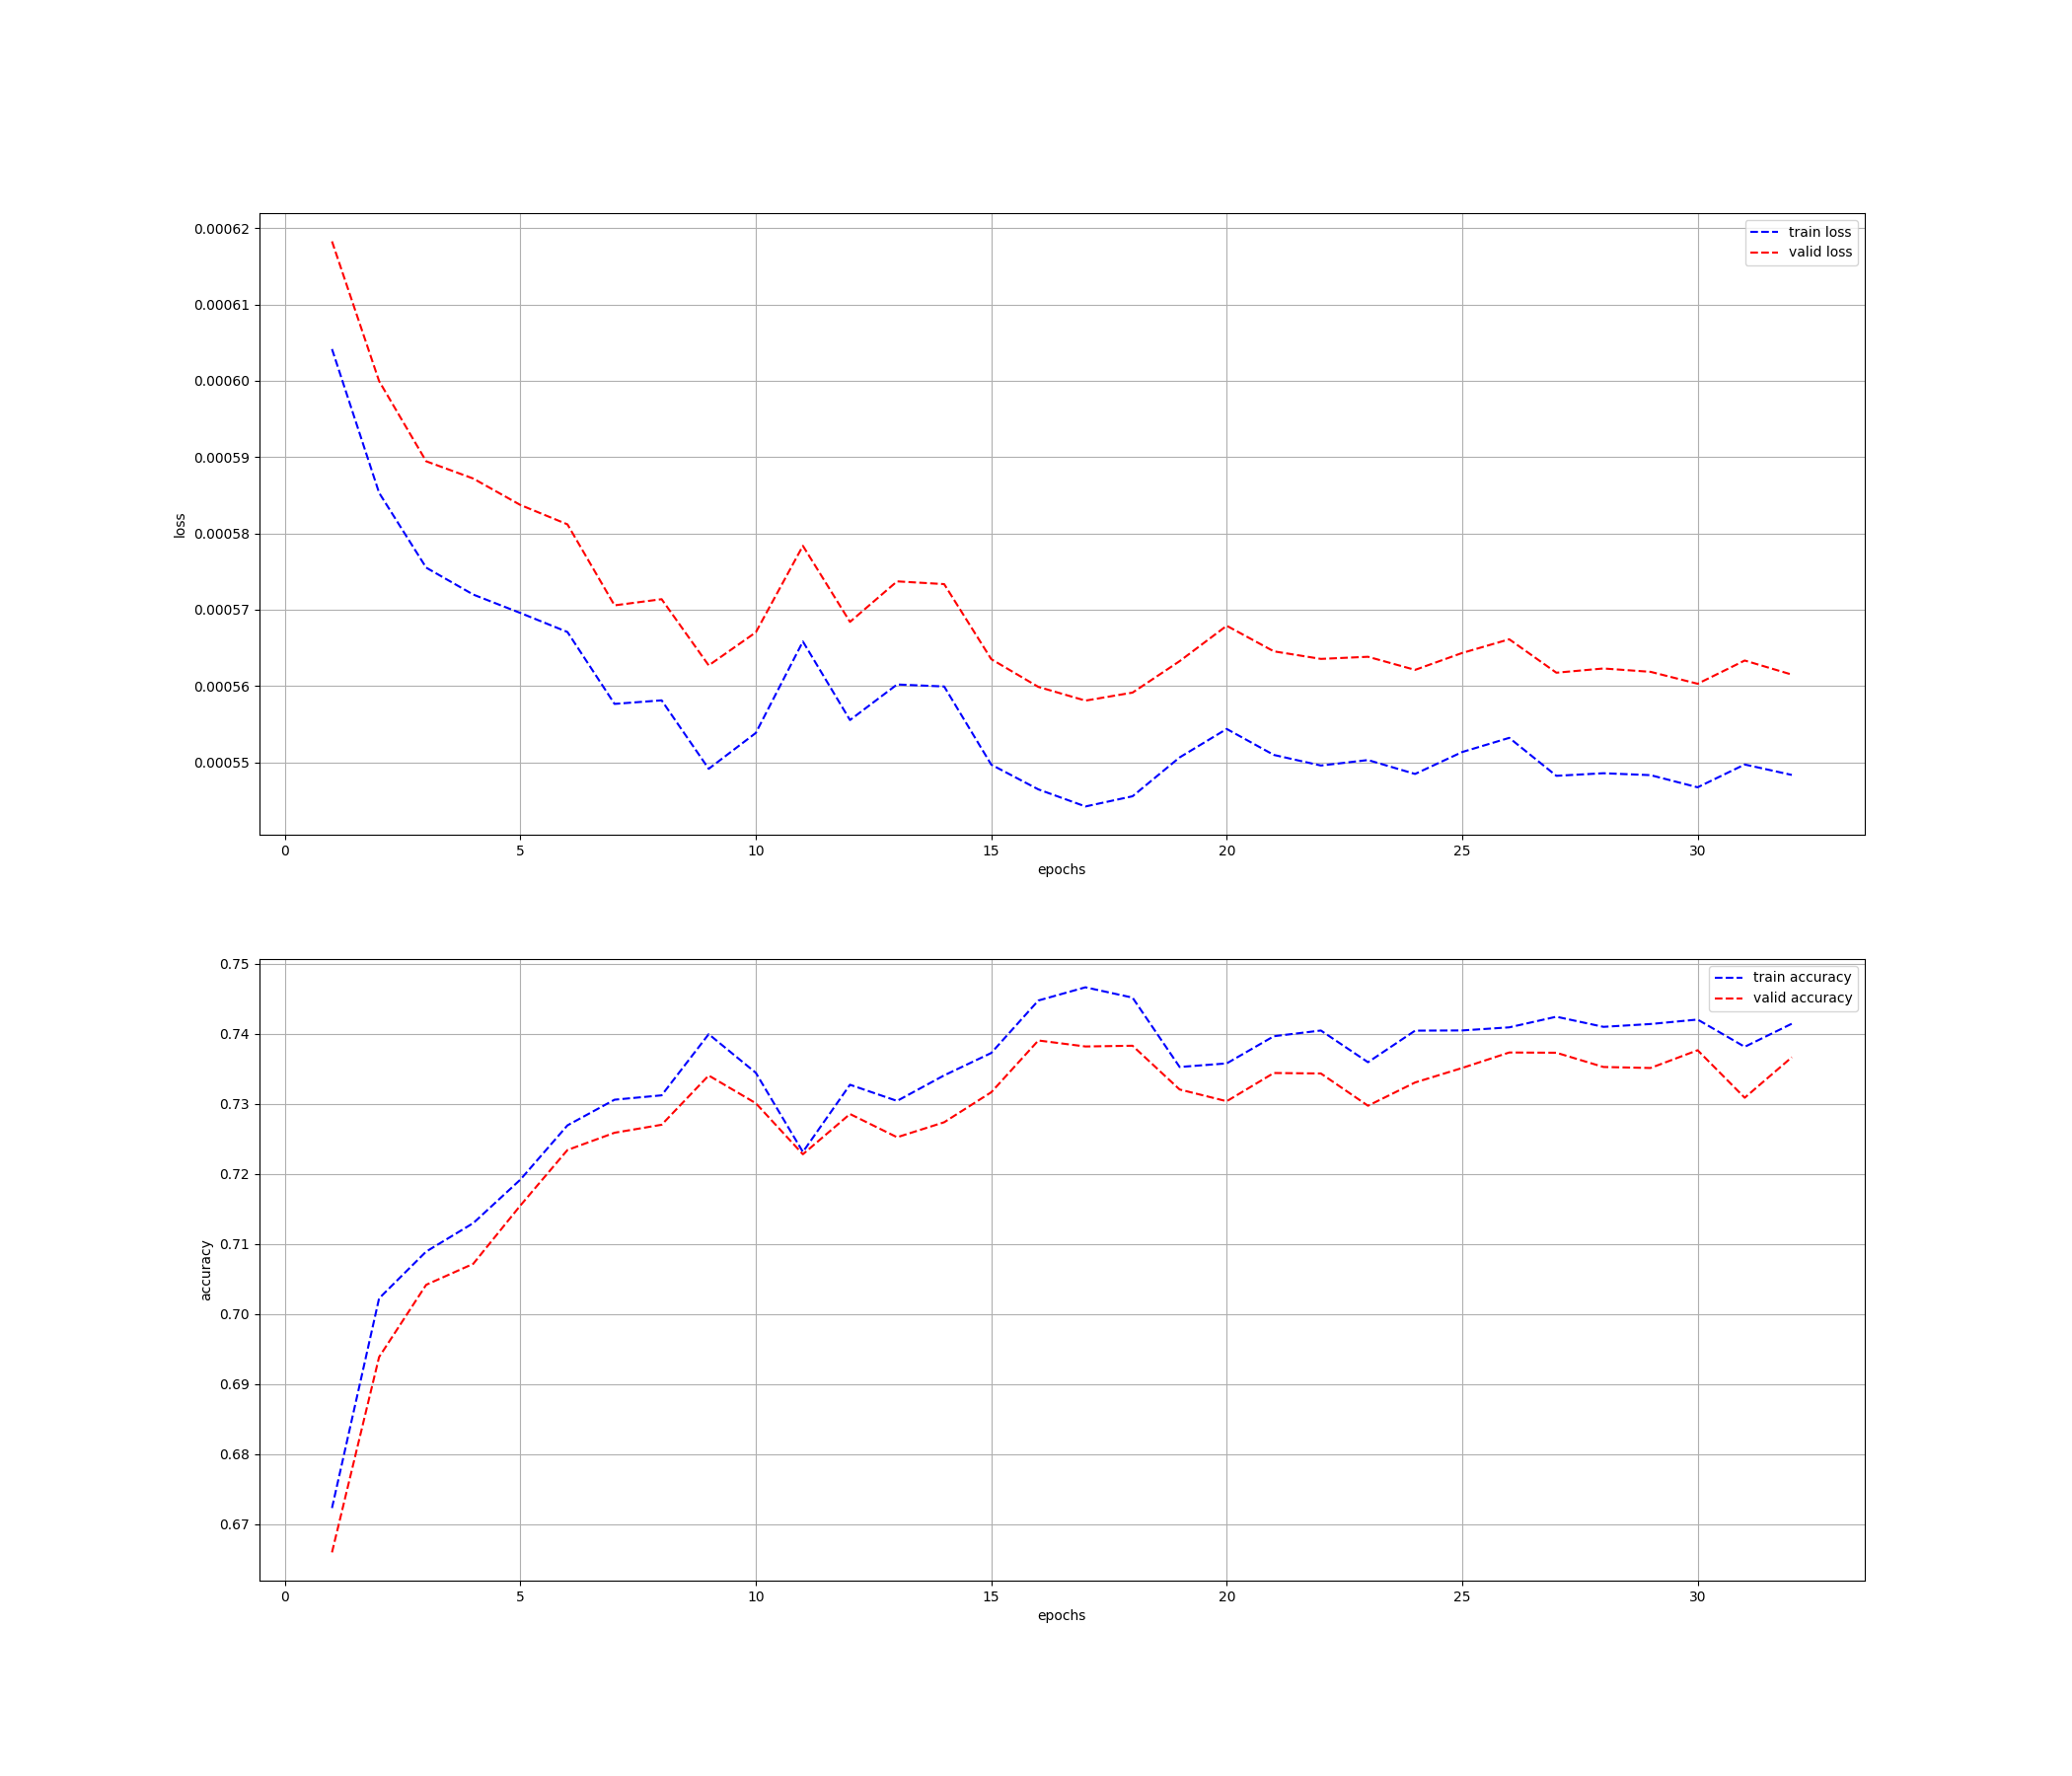 0.00062
0.00061
0.00060
0.00059
0.00058
0.00057
0.00056
0.00055
loss
train loss
valid loss
0 5 10 15 20 25 30
epochs
0.75
0.74
0.73
0.72
0.71
0.70
0.69
0.68
0.67
accuracy
train accuracy
valid accuracy
0 5 10 15 20 25 30
epochs